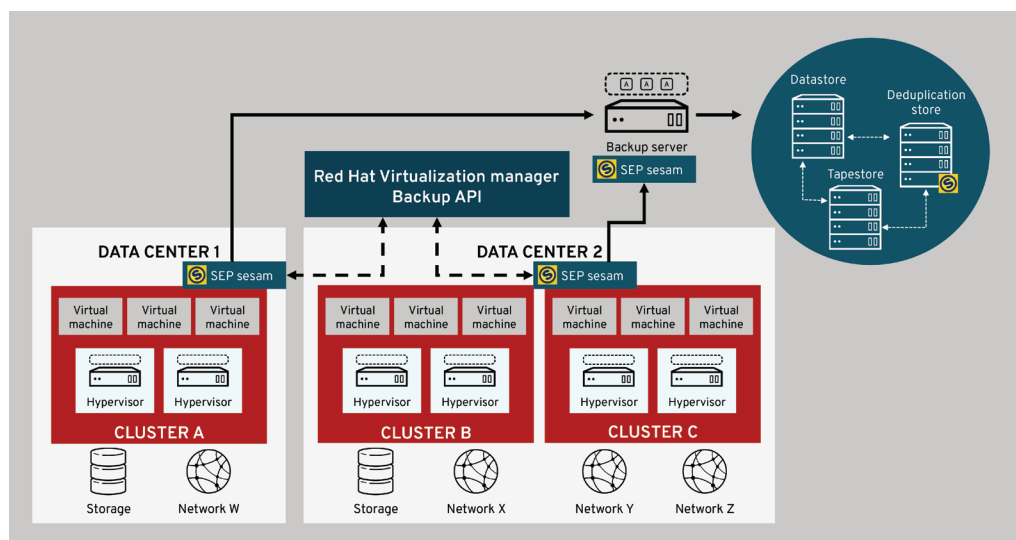 Datastore
Deduplication
store
Tapestore
A A A
Backup server
SEP sesam
Red Hat Virtualization manager
Backup API
DATA CENTER 1
SEP sesam
Virtual
machine
Virtual
machine
Virtual
machine
Hypervisor
Hypervisor
CLUSTER A
Storage
Network W
DATA CENTER 2
SEP sesam
Virtual
machine
Virtual
machine
Virtual
machine
Hypervisor
Hypervisor
CLUSTER B
Virtual
machine
Virtual
machine
Virtual
machine
Hypervisor
Hypervisor
CLUSTER C
Storage
Network X
Network Y
Network Z